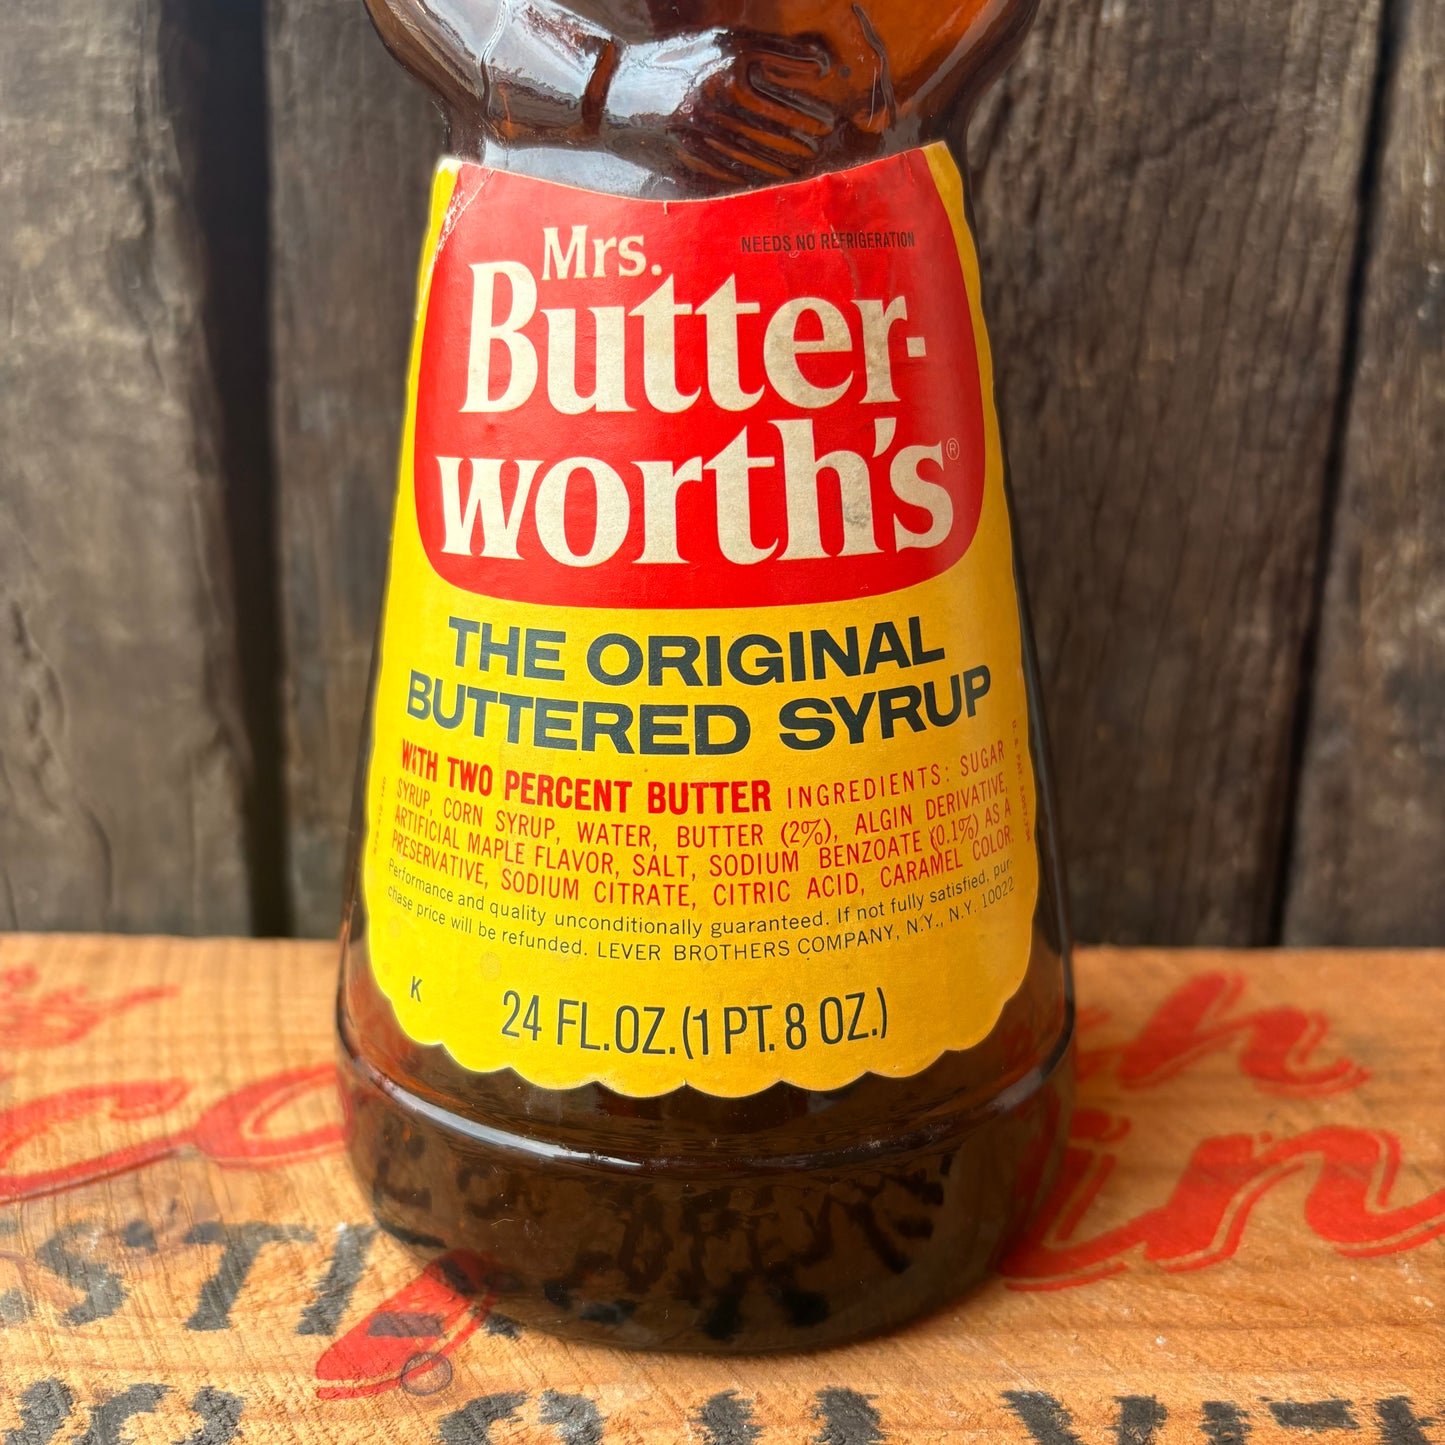 Mrs.
NEEDS NO REFRIGERATION
Butter-
worth's®
THE ORIGINAL
BUTTERED SYRUP
WITH TWO PERCENT BUTTER INGREDIENTS: SUGAR
SYRUP, CORN SYRUP, WATER, BUTTER (2%), ALGIN DERIVATIVE,
ARTIFICIAL MAPLE FLAVOR, SALT, SODIUM BENZOATE (0.1%) AS A
PRESERVATIVE, SODIUM CITRATE, CITRIC ACID, CARAMEL COLOR.
Performance and quality unconditionally guaranteed. If not fully satisfied, pur-
chase price will be refunded. LEVER BROTHERS COMPANY, N.Y., N.Y. 10022
K
24 FL.OZ.(1 PT. 8 OZ.)